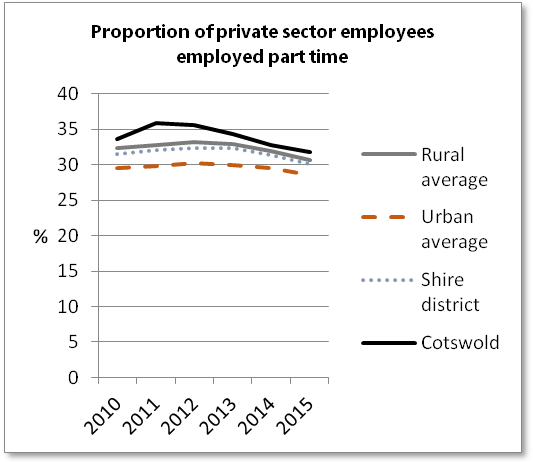 Proportion of private sector employees
employed part time
40
35
30
25
20
15
10
5
0
%
2010
2011
2012
2013
2014
2015
Rural
average
Urban
average
Shire
district
Cotswold